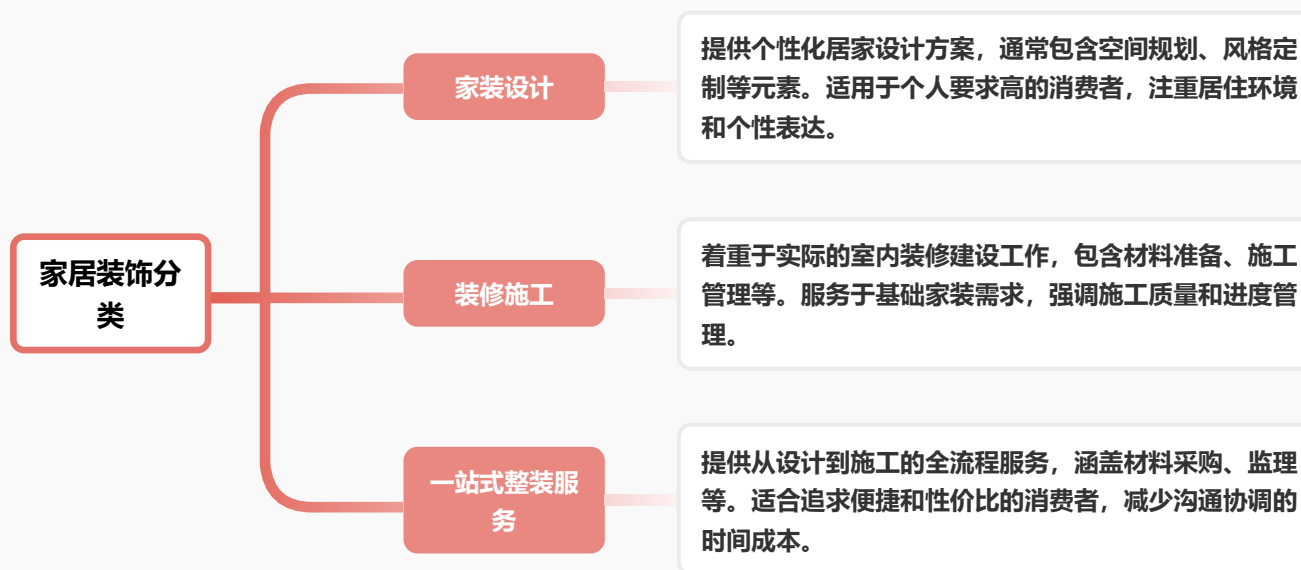 家装设计
提供个性化居家设计方案，通常包含空间规划、风格定
制等元素。适用于个人要求高的消费者，注重居住环境
和个性表达。
家居装饰分
类
装修施工
着重于实际的室内装修建设工作，包含材料准备、施工
管理等。服务于基础家装需求，强调施工质量和进度管
理。
一站式整装服
务
提供从设计到施工的全流程服务，涵盖材料采购、监理
等。适合追求便捷和性价比的消费者，减少沟通协调的
时间成本。